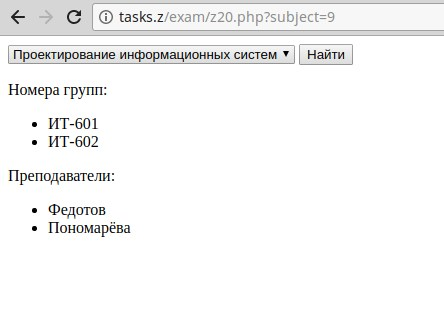 tasks.z/exam/z20.php?subject=9
Проектирование информационных систем Найти
Номера групп:
ИТ-601
ИТ-602
Преподаватели:
Федотов
Пономарёва